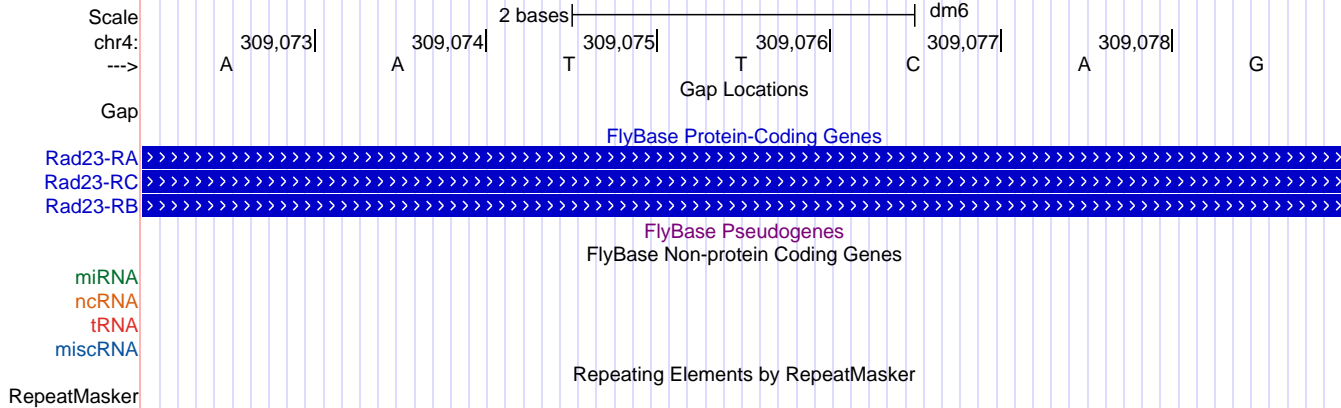 Scale 2 bases dm6
chr4: 309,073 309,074 309,075 309,076 309,077 309,078
---> A A T T C A G
Gap Locations
Gap
FlyBase Protein-Coding Genes
Rad23-RA
Rad23-RC
Rad23-RB
FlyBase Pseudogenes
FlyBase Non-protein Coding Genes
miRNA
ncRNA
tRNA
miscRNA
Repeating Elements by RepeatMasker
RepeatMasker